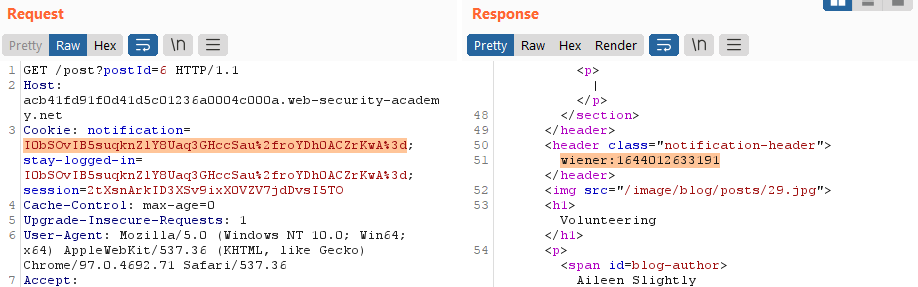 Request
Response
Pretty Raw Hex \n
Pretty Raw Hex Render \n
1 GET /post?postId=6 HTTP/1.1
2 Host:
acb41fd91f0d41d5c01236a0004c000a.web-security-academ
y.net
3 Cookie: notification=
IObSOvIB5suqknZlY8Uaq3GHccSau%2froYDhOACZrKwA%3d;
stay-logged-in=
IObSOvIB5suqknZlY8Uaq3GHccSau%2froYDhOACZrKwA%3d;
session=2tXsnArkID3XSv9ixXOVZV7jdDvsI5TO
4 Cache-Control: max-age=0
5 Upgrade-Insecure-Requests: 1
6 User-Agent: Mozilla/5.0 (Windows NT 10.0; Win64;
x64) AppleWebKit/537.36 (KHTML, like Gecko)
Chrome/97.0.4692.71 Safari/537.36
7 Accept:
<p>
|
</p>
48 </section>
49 </header>
50 <header class="notification-header">
51 wiener:1644012633191
</header>
52 <img src="/image/blog/posts/29.jpg">
53 <h1>
Volunteering
</h1>
54 <p>
<span id=blog-author>
Aileen Slightly